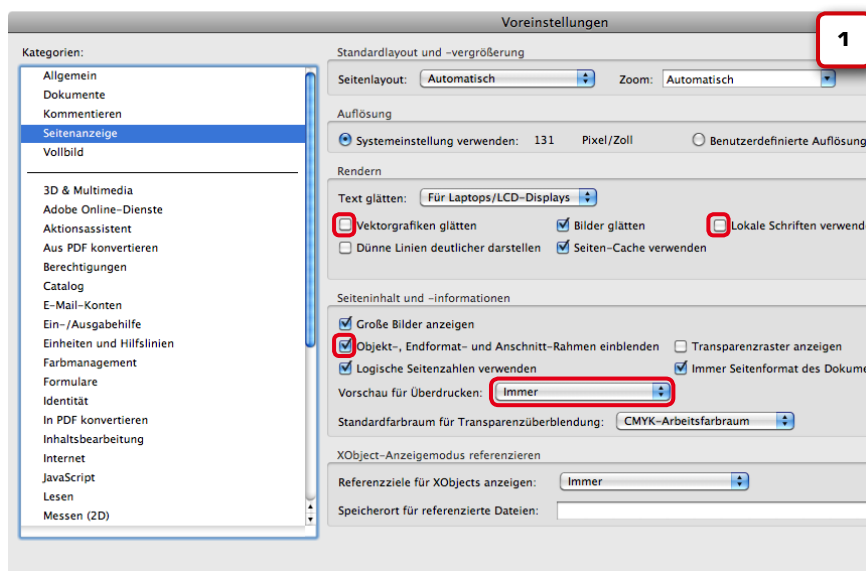 Voreinstellungen
1
Kategorien:
Allgemein
Dokumente
Kommentieren
Seitenanzeige
Vollbild
3D & Multimedia
Adobe Online-Dienste
Aktionsassistent
Aus PDF konvertieren
Berechtigungen
Catalog
E-Mail-Konten
Ein-/Ausgabehilfe
Einheiten und Hilfslinien
Farbmanagement
Formulare
Identität
In PDF konvertieren
Inhaltsbearbeitung
Internet
JavaScript
Lesen
Messen (2D)
Standardlayout und -vergrößerung
Seitenlayout: Automatisch Zoom: Automatisch
Auflösung
Systemeinstellung verwenden: 131 Pixel/Zoll Benutzerdefinierte Auflösung
Rendern
Text glätten: Für Laptops/LCD-Displays
Vektorgrafiken glätten Bilder glätten Lokale Schriften verwend
Dünne Linien deutlicher darstellen Seiten-Cache verwenden
Seiteninhalt und -informationen
Große Bilder anzeigen
Objekt-, Endformat- und Anschnitt-Rahmen einblenden Transparenzraster anzeigen
Logische Seitenzahlen verwenden Immer Seitenformat des Dokume
Vorschau für Überdrucken: Immer
Standardfarbraum für Transparenzüberblendung: CMYK-Arbeitsfarbraum
XObject-Anzeigemodus referenzieren
Referenzziele für XObjects anzeigen: Immer
Speicherort für referenzierte Dateien: